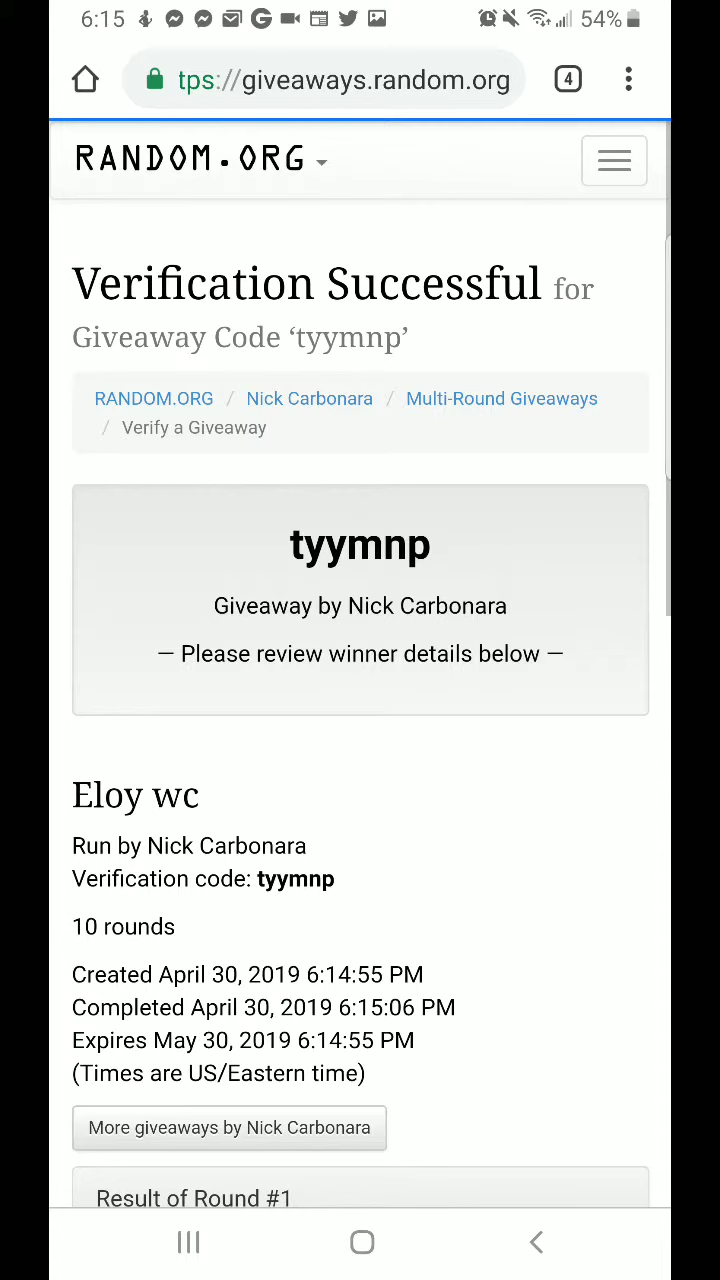 6:15
54%
tps://giveaways.random.org
4
RANDOM.ORG
Verification Successful for
Giveaway Code ‘tyymnp’
RANDOM.ORG / Nick Carbonara / Multi-Round Giveaways
/ Verify a Giveaway
tyymnp
Giveaway by Nick Carbonara
— Please review winner details below —
Eloy wc
Run by Nick Carbonara
Verification code: tyymnp
10 rounds
Created April 30, 2019 6:14:55 PM
Completed April 30, 2019 6:15:06 PM
Expires May 30, 2019 6:14:55 PM
(Times are US/Eastern time)
More giveaways by Nick Carbonara
Result of Round #1